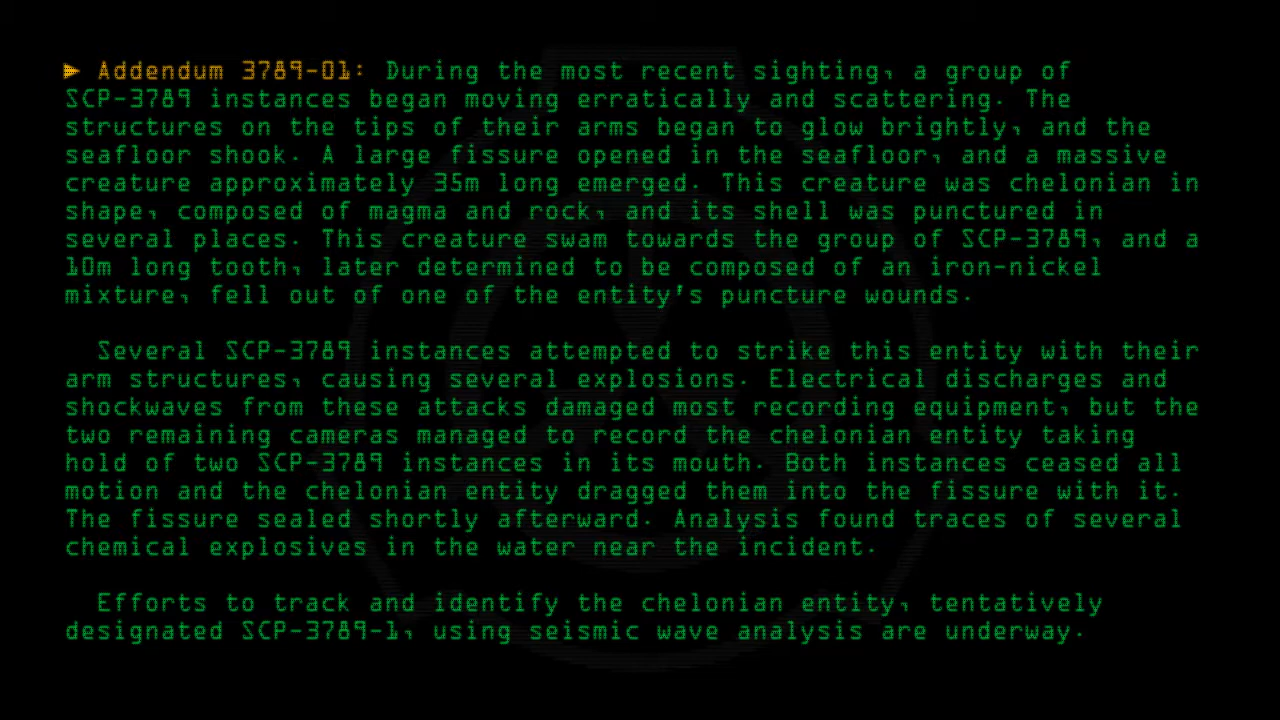 ► Addendum 3789-01: During the most recent sighting, a group of
SCP-3789 instances began moving erratically and scattering. The
structures on the tips of their arms began to glow brightly, and the
seafloor shook. A large fissure opened in the seafloor, and a massive
creature approximately 35m long emerged. This creature was chelonian in
shape, composed of magma and rock, and its shell was punctured in
several places. This creature swam towards the group of SCP-3789, and a
10m long tooth, later determined to be composed of an iron-nickel
mixture, fell out of one of the entity's puncture wounds.
Several SCP-3789 instances attempted to strike this entity with their
arm structures, causing several explosions. Electrical discharges and
shockwaves from these attacks damaged most recording equipment, but the
two remaining cameras managed to record the chelonian entity taking
hold of two SCP-3789 instances in its mouth. Both instances ceased all
motion and the chelonian entity dragged them into the fissure with it.
The fissure sealed shortly afterward. Analysis found traces of several
chemical explosives in the water near the incident.
Efforts to track and identify the chelonian entity, tentatively
designated SCP-3789-1, using seismic wave analysis are underway.